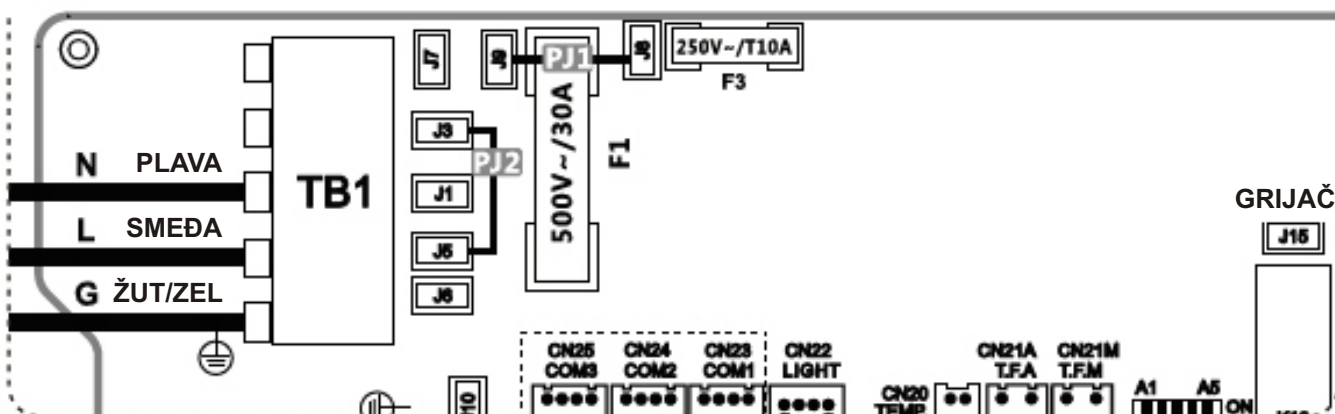 J7
J9
PJ1
J8
250V~/T10A
F3
J3
PJ2
500V~/30A
F1
N PLAVA
TB1
J1
L SMEĐA
J5
G ŽUT/ZEL
J6
GRIJAČ
J15
CN25
COM3
CN24
COM2
CN23
COM1
CN22
LIGHT
CN21A
T.F.A
CN21M
T.F.M
CN20
TEMP
A1 A5
ON